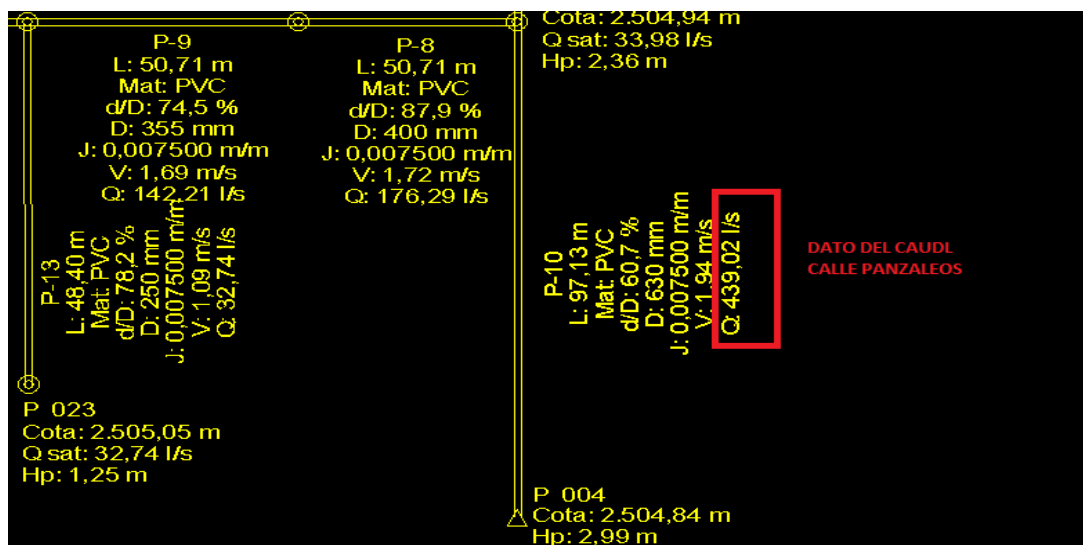 Cota: 2.504,94 m
Q sat: 33,98 l/s
Hp: 2,36 m
P-9
L: 50,71 m
Mat: PVC
d/D: 74,5 %
D: 355 mm
J: 0,007500 m/m
V: 1,69 m/s
Q: 142,21 l/s
P-8
L: 50,71 m
Mat: PVC
d/D: 87,9 %
D: 400 mm
J: 0,007500 m/m
V: 1,72 m/s
Q: 176,29 l/s
P-13
L: 48,40 m
Mat: PVC
d/D: 78,2 %
D: 250 mm
J: 0,007500 m/m
V: 1,09 m/s
Q: 32,74 l/s
P-10
L: 97,13 m
Mat: PVC
d/D: 60,7 %
D: 630 mm
J: 0,007500 m/m
V: 1,94 m/s
Q: 439,02 l/s
DATO DEL CAUDL
CALLE PANZALEOS
P 023
Cota: 2.505,05 m
Q sat: 32,74 l/s
Hp: 1,25 m
P 004
Cota: 2.504,84 m
Hp: 2,99 m